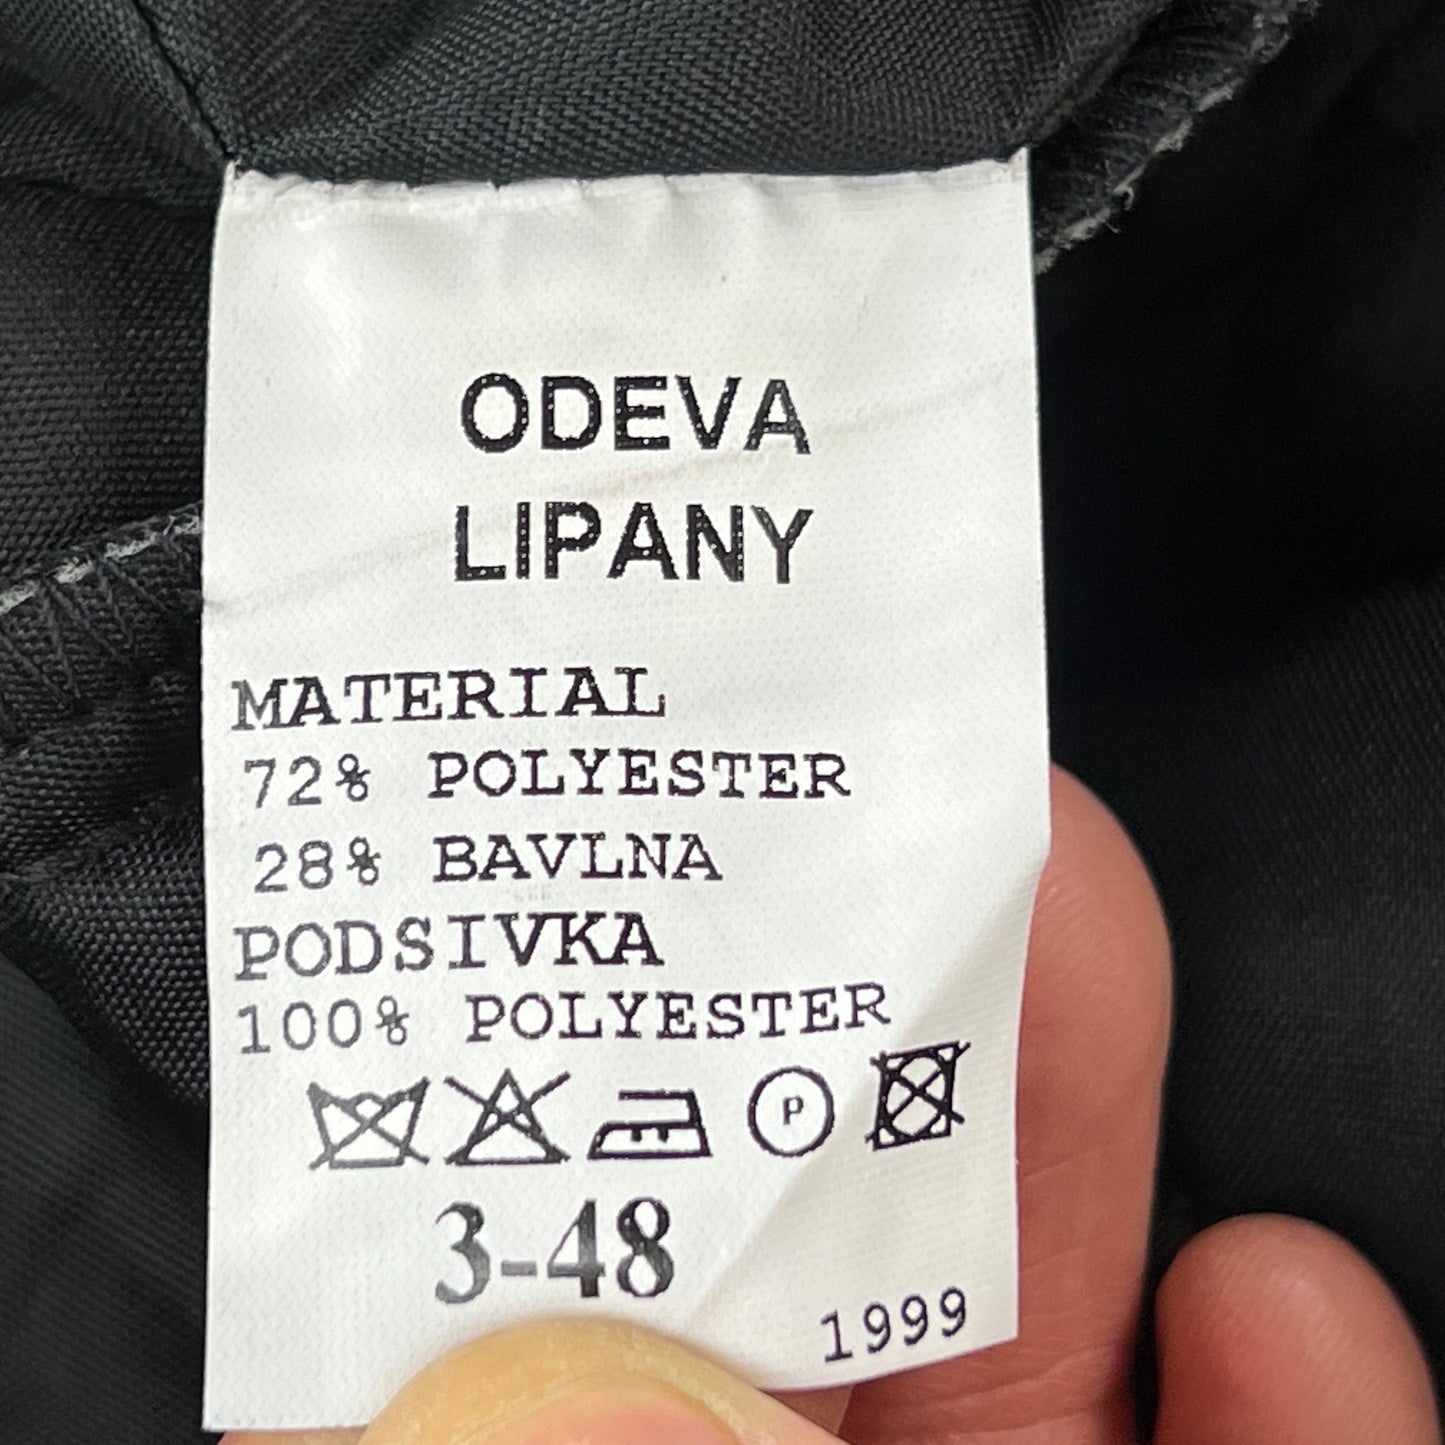 ODEVA
LIPANY
MATERIAL
72% POLYESTER
28% BAVLNA
PODSIVKA
100% POLYESTER
P
3-48
1999